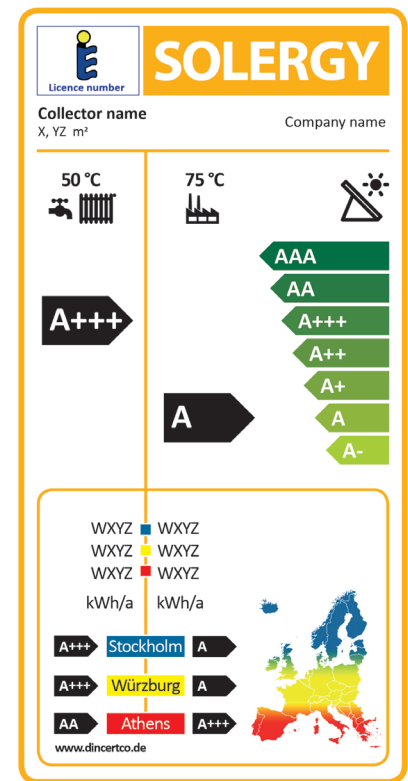 Licence number
SOLERGY
Collector name
X, YZ m²
Company name
50 °C
75 °C
AAA
AA
A+++
A++
A+
A
A-
A+++
A
WXYZ WXYZ
WXYZ WXYZ
WXYZ WXYZ
kWh/a kWh/a
A+++ Stockholm A
A+++ Würzburg A
AA Athens A+++
www.dincertco.de